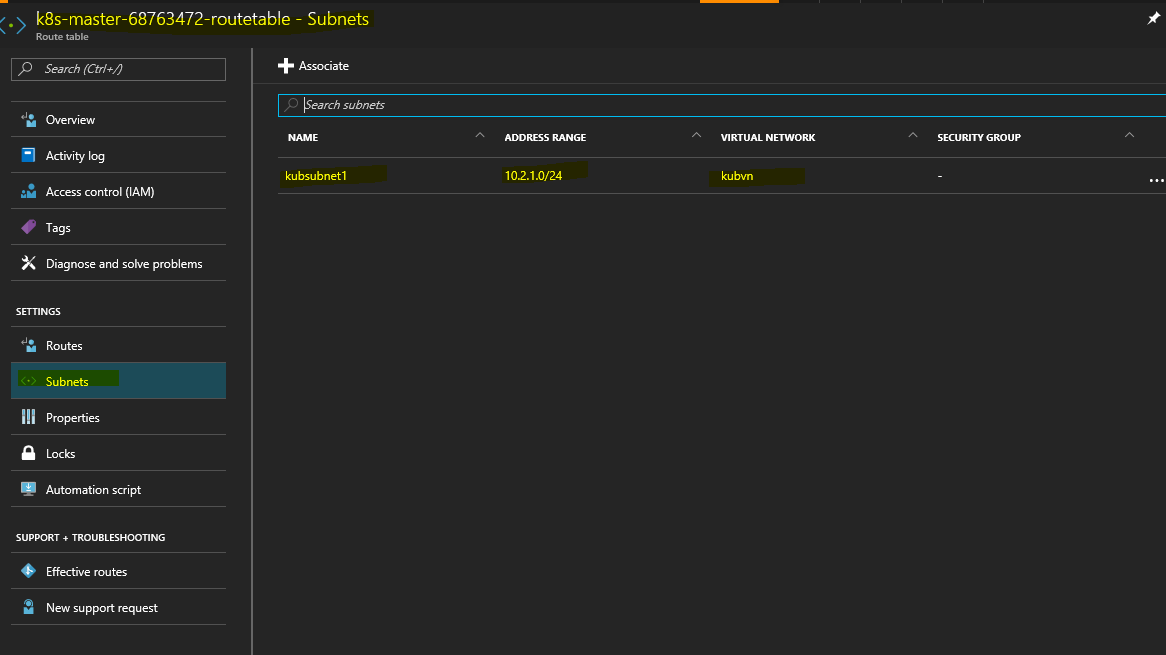 k8s-master-68763472-routetable - Subnets
Route table
Search (Ctrl+/)
Associate
Search subnets
Overview
NAME ADDRESS RANGE VIRTUAL NETWORK SECURITY GROUP
Activity log
kubsubnet1 10.2.1.0/24 kubvn -
...
Access control (IAM)
Tags
Diagnose and solve problems
SETTINGS
Routes
Subnets
Properties
Locks
Automation script
SUPPORT + TROUBLESHOOTING
Effective routes
New support request